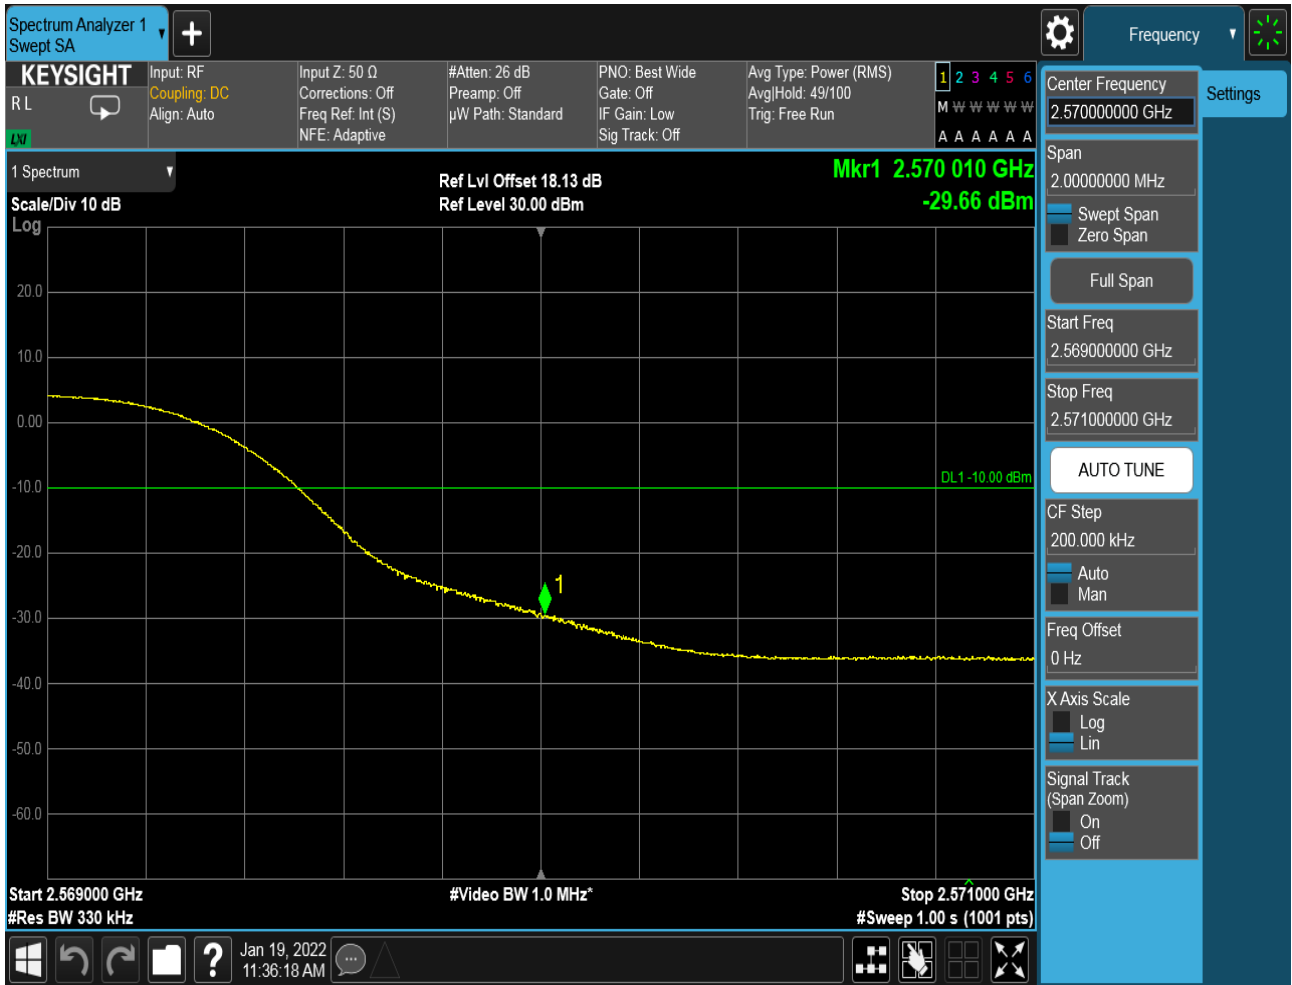 Spectrum Analyzer 1
Swept SA
Frequency
KEYSIGHT
R L
LXI
Input: RF
Coupling: DC
Align: Auto
Input Z: 50 Ω
Corrections: Off
Freq Ref: Int (S)
NFE: Adaptive
#Atten: 26 dB
Preamp: Off
µW Path: Standard
PNO: Best Wide
Gate: Off
IF Gain: Low
Sig Track: Off
Avg Type: Power (RMS)
Avg|Hold: 49/100
Trig: Free Run
1 2 3 4 5 6
M W W W W W
A A A A A A
1 Spectrum
Scale/Div 10 dB
Log
Ref Lvl Offset 18.13 dB
Ref Level 30.00 dBm
Mkr1 2.570 010 GHz
-29.66 dBm
20.0
10.0
0.00
-10.0
-20.0
-30.0
-40.0
-50.0
-60.0
DL1 -10.00 dBm
1
Start 2.569000 GHz
#Res BW 330 kHz
#Video BW 1.0 MHz*
Stop 2.571000 GHz
#Sweep 1.00 s (1001 pts)
Jan 19, 2022
11:36:18 AM
?
Center Frequency
2.570000000 GHz
Settings
Span
2.00000000 MHz
Swept Span
Zero Span
Full Span
Start Freq
2.569000000 GHz
Stop Freq
2.571000000 GHz
AUTO TUNE
CF Step
200.000 kHz
Auto
Man
Freq Offset
0 Hz
X Axis Scale
Log
Lin
Signal Track
(Span Zoom)
On
Off